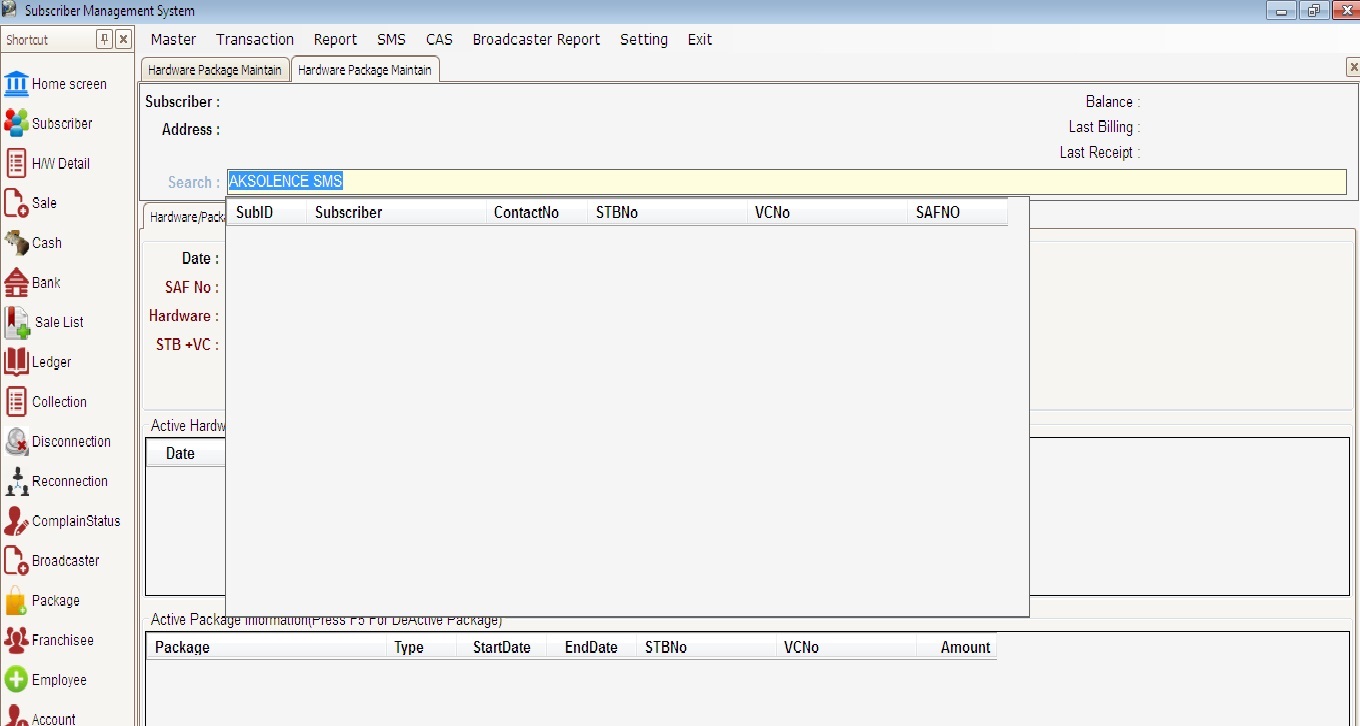 Subscriber Management System
Shortcut
Master Transaction Report SMS CAS Broadcaster Report Setting Exit
Hardware Package Maintain Hardware Package Maintain
Home screen
Subscriber
H/W Detail
Sale
Cash
Bank
Sale List
Ledger
Collection
Disconnection
Reconnection
ComplainStatus
Broadcaster
Package
Franchisee
Employee
Account
Subscriber :
Address :
Balance :
Last Billing :
Last Receipt :
Search : AKSOLENCE SMS
SubID Subscriber ContactNo STBNo VCNo SAFNO
Hardware/Packa
Date :
SAF No :
Hardware :
STB +VC :
Active Hardw
Date
Active Package Information(Press F5 For DeActive Package)
Package Type StartDate EndDate STBNo VCNo Amount